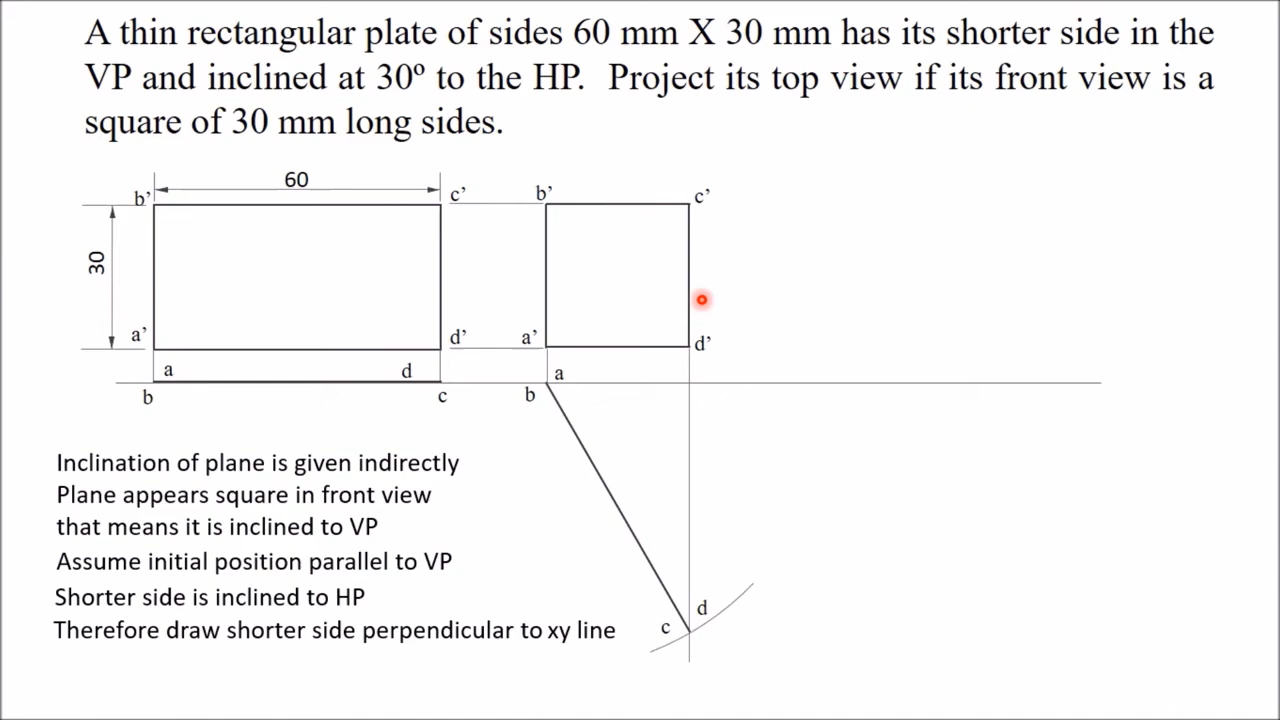 A thin rectangular plate of sides 60 mm X 30 mm has its shorter side in the
VP and inclined at 30º to the HP. Project its top view if its front view is a
square of 30 mm long sides.
60
b’ c’ b’ c’
30
a’ d’ a’ d’
a d a
b c b
Inclination of plane is given indirectly
Plane appears square in front view
that means it is inclined to VP
Assume initial position parallel to VP
Shorter side is inclined to HP
d
Therefore draw shorter side perpendicular to xy line
c